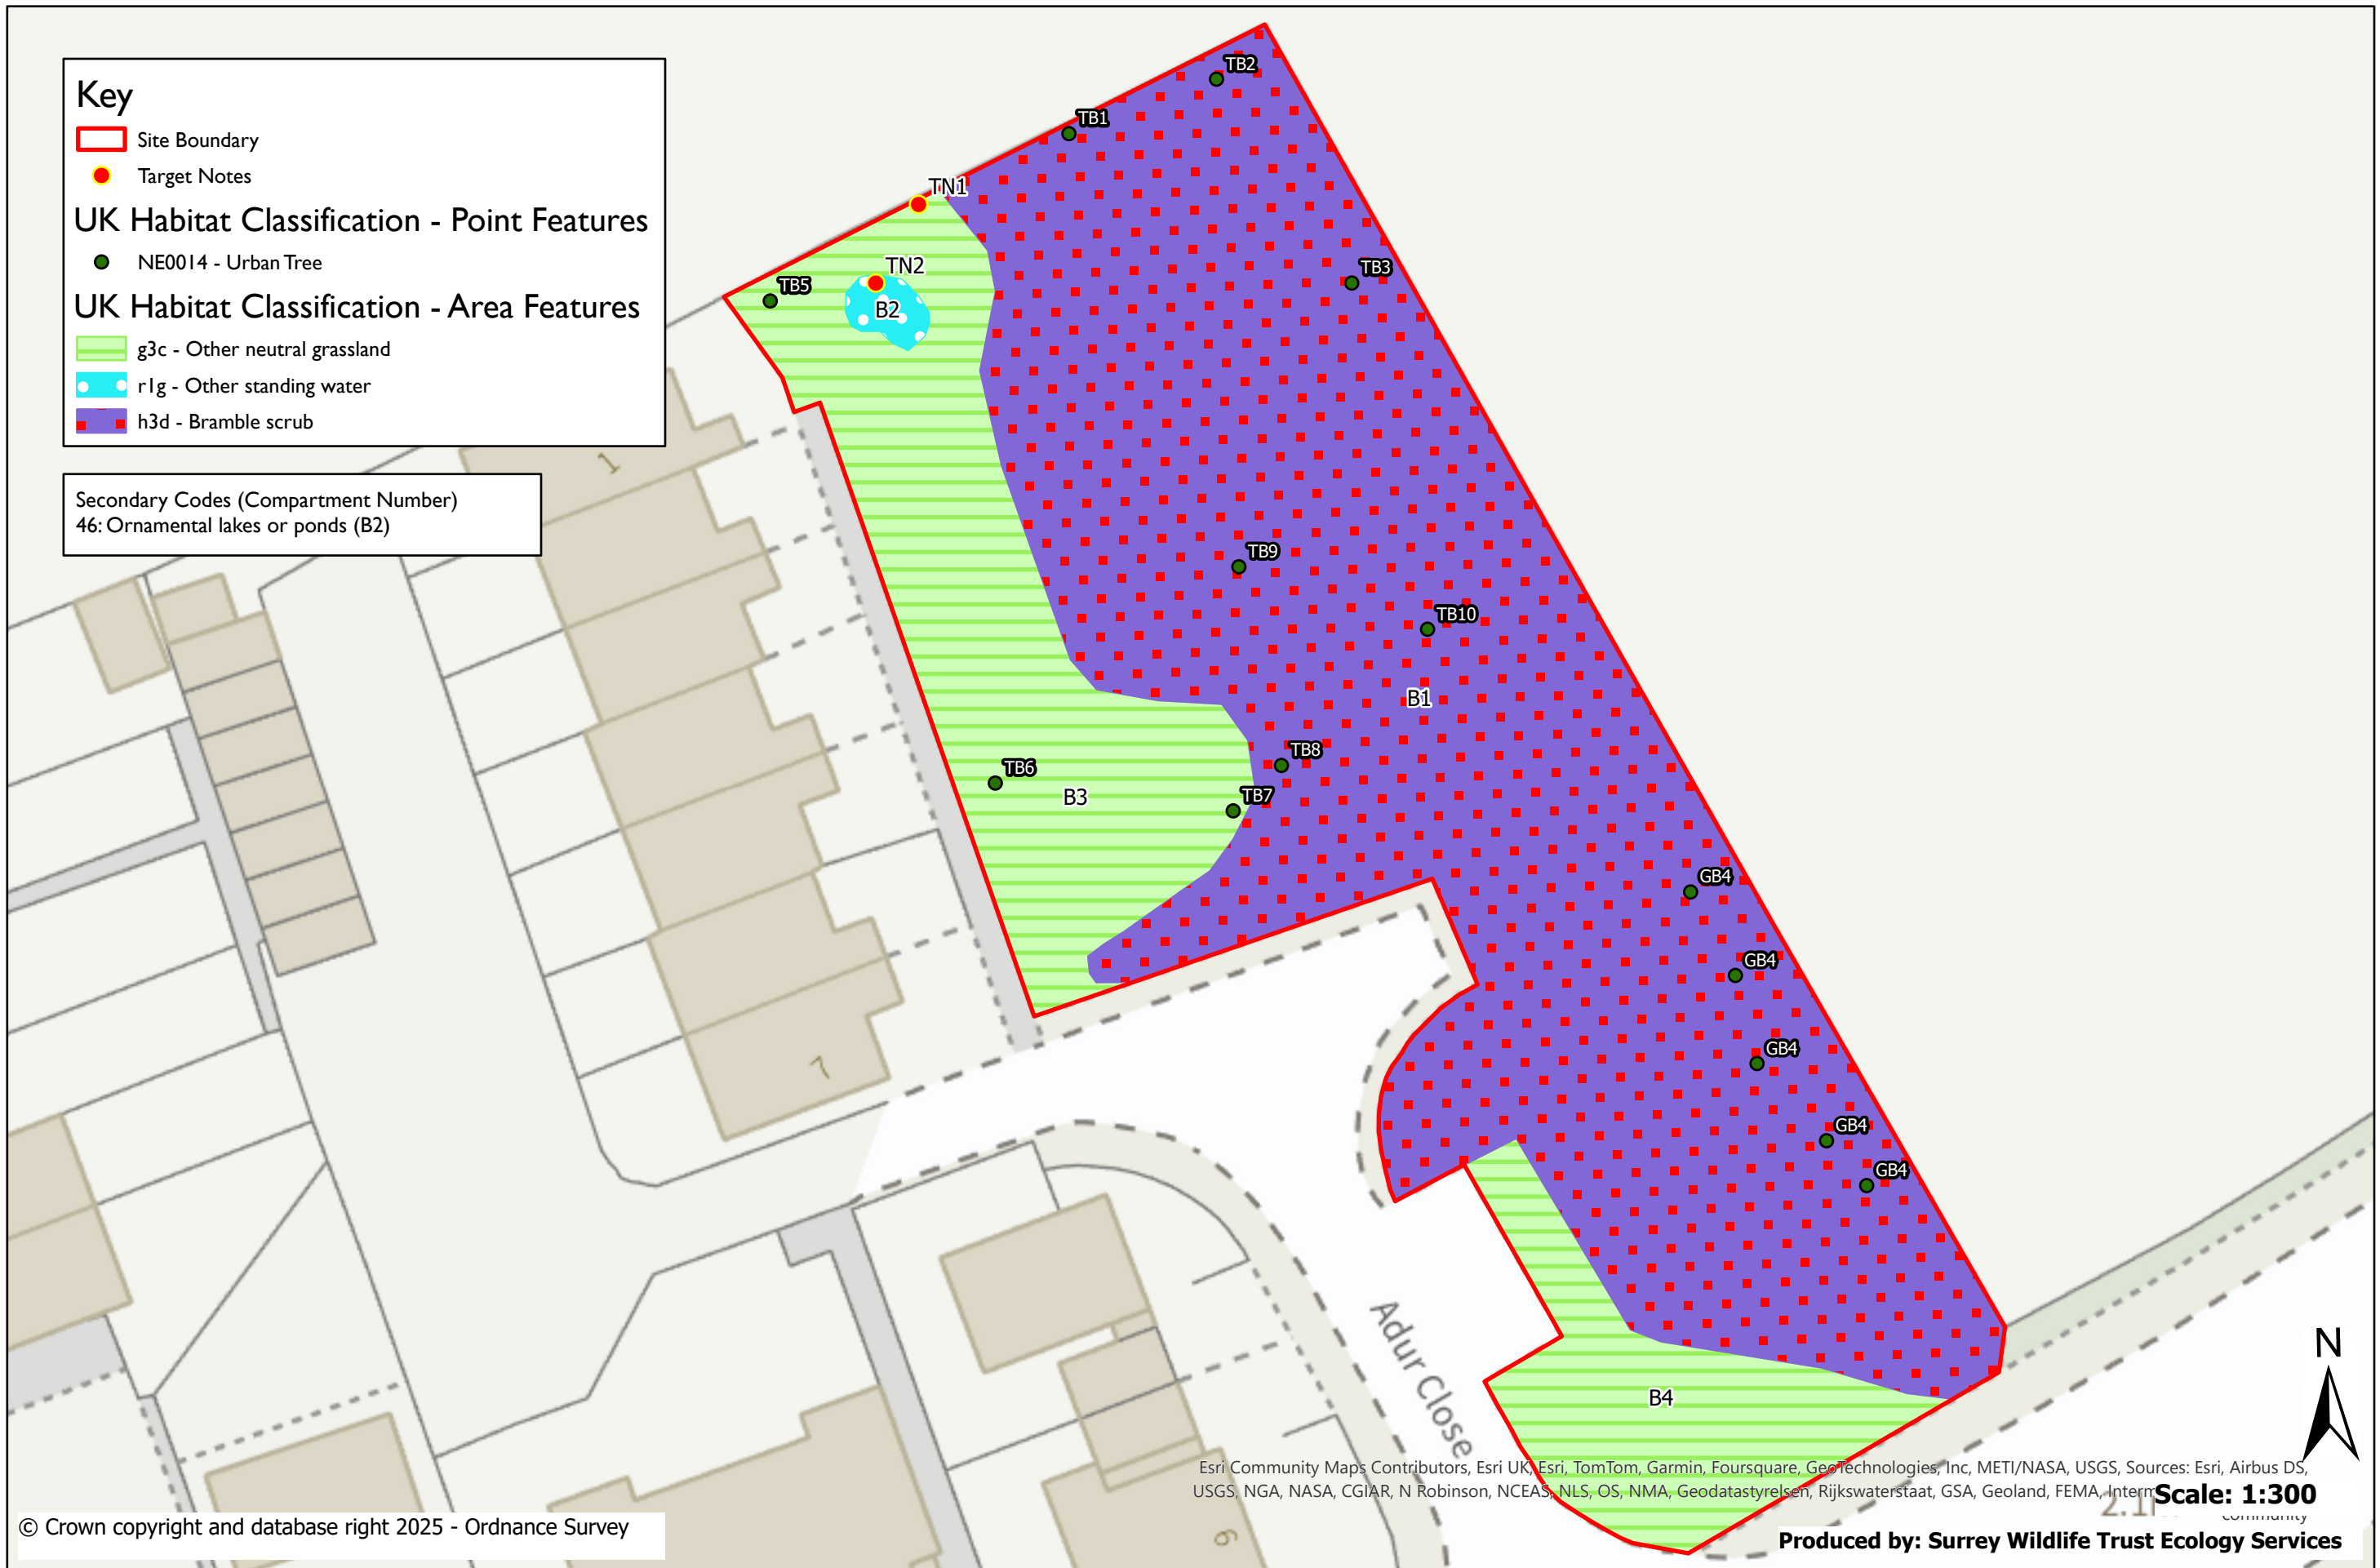 Key
Site Boundary
Target Notes
UK Habitat Classification - Point Features
NE0014 - Urban Tree
UK Habitat Classification - Area Features
g3c - Other neutral grassland
r1g - Other standing water
h3d - Bramble scrub
Secondary Codes (Compartment Number)
46: Ornamental lakes or ponds (B2)
TB2
TB1
TN1
TN2
TB3
TB5
B2
1
TB9
TB10
B1
TB8
TB6
B3
TB7
GB4
GB4
GB4
7
GB4
GB4
Adur Close
B4
N
6
Esri Community Maps Contributors, Esri UK, Esri, TomTom, Garmin, Foursquare, GeoTechnologies, Inc, METI/NASA, USGS, Sources: Esri, Airbus DS,
USGS, NGA, NASA, CGIAR, N Robinson, NCEAS, NLS, OS, NMA, Geodatastyrelsen, Rijkswaterstaat, GSA, Geoland, FEMA,
Scale: 1:300
community
© Crown copyright and database right 2025 - Ordnance Survey
Produced by: Surrey Wildlife Trust Ecology Services